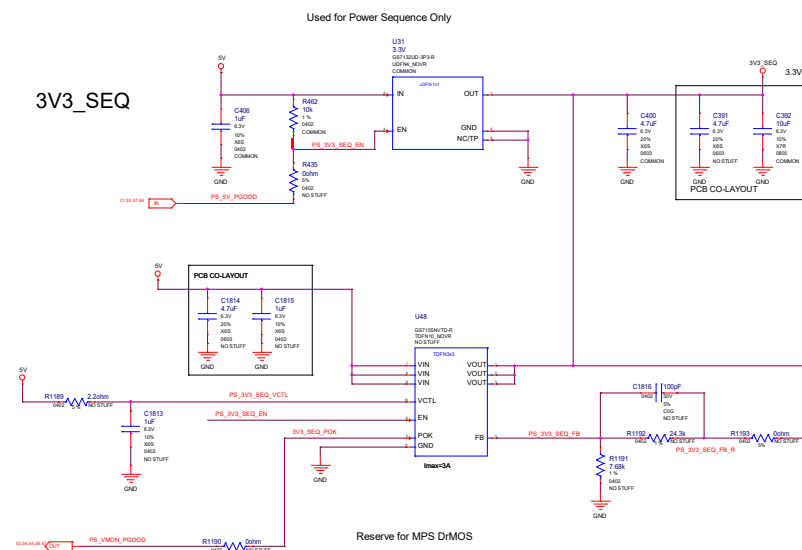 Used for Power Sequence Only
3V3_SEQ
5V
C406
1uF
6.3V
10%
X6S
0402
COMMON
GND
R462
10k
1 %
0402
COMMON
PS_3V3_SEQ_EN
R435
0ohm
5%
0402
NO STUFF
IN
PS_5V_PGOOD
U31
3.3V
GS7132UD-3P3-R
UDFN4_NDVR
COMMON
uDFN 1x1
IN
OUT
EN
GND
NC/TP
GND
C400
4.7uF
6.3V
20%
X6S
0603
COMMON
GND
3V3_SEQ
3.3V
C391
4.7uF
6.3V
20%
X6S
0603
NO STUFF
GND
C392
10uF
6.3V
10%
X7R
0805
COMMON
GND
PCB CO-LAYOUT
5V
PCB CO-LAYOUT
C1814
4.7uF
6.3V
20%
X6S
0603
NO STUFF
GND
C1815
1uF
6.3V
10%
X6S
0402
NO STUFF
GND
U48
GS7155NVTD-R
TDFN10_NDVR
NO STUFF
TDFN3x3
VIN
VIN
VIN
VCTL
EN
POK
GND
VOUT
VOUT
VOUT
FB
Imax=3A
5V
R1189
2.2ohm
0402
5 %
NO STUFF
PS_3V3_SEQ_VCTL
C1813
1uF
6.3V
10%
X6S
0402
NO STUFF
GND
PS_3V3_SEQ_EN
3V3_SEQ_POK
GND
C1816
100pF
0402
50V
5%
C0G
NO STUFF
PS_3V3_SEQ_FB
R1192
24.3k
0402
1 %
NO STUFF
PS_3V3_SEQ_FB_R
R1193
0ohm
0402
5%
NO STUFF
R1191
7.68k
1 %
0402
NO STUFF
GND
OUT
PS_VMON_PGOOD
R1190
0ohm
Reserve for MPS DrMOS